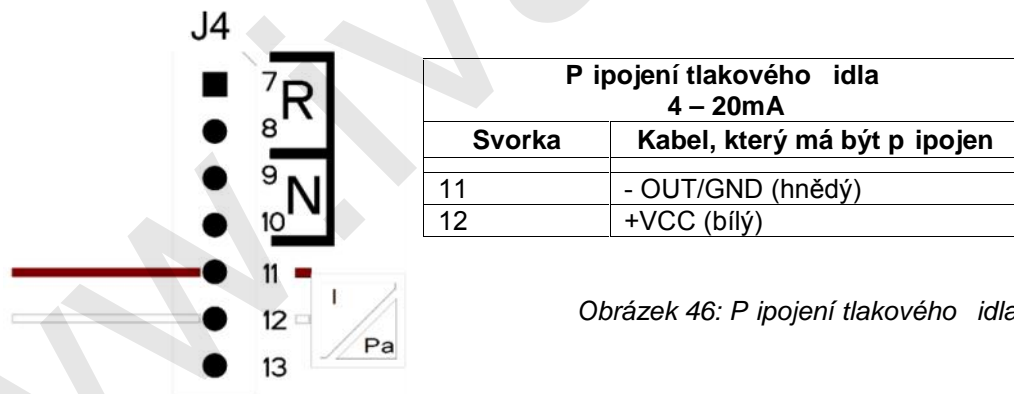 J4
7
R
8
9
N
10
11
I
12
Pa
13
P ipojení tlakového idla
4 – 20mA
Svorka Kabel, který má být p ipojen
11 - OUT/GND (hnědý)
12 +VCC (bílý)
Obrázek 46: P ipojení tlakového idla